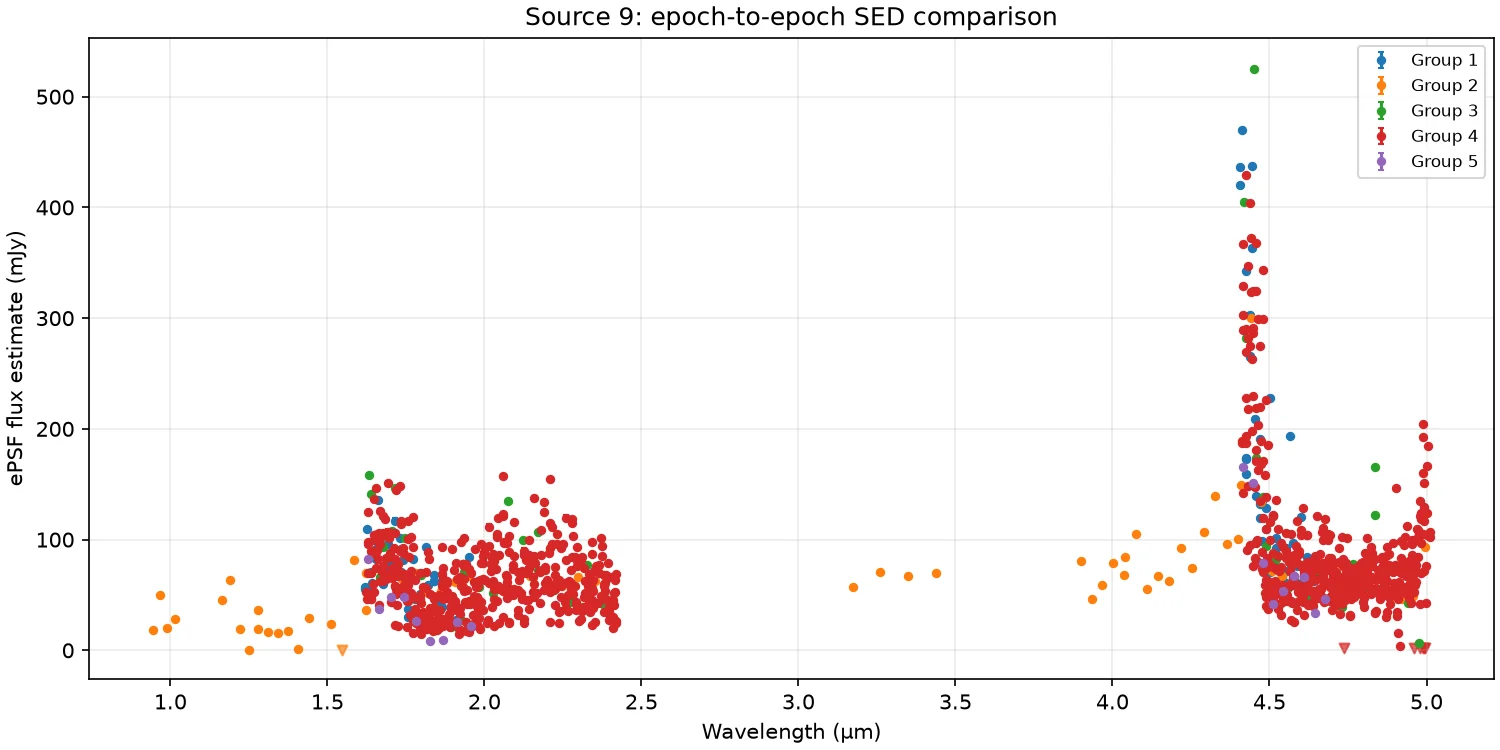 Source 9: epoch-to-epoch SED comparison
ePSF flux estimate (mJy)
500
400
300
200
100
0
1.0 1.5 2.0 2.5 3.0 3.5 4.0 4.5 5.0
Wavelength (µm)
Group 1
Group 2
Group 3
Group 4
Group 5